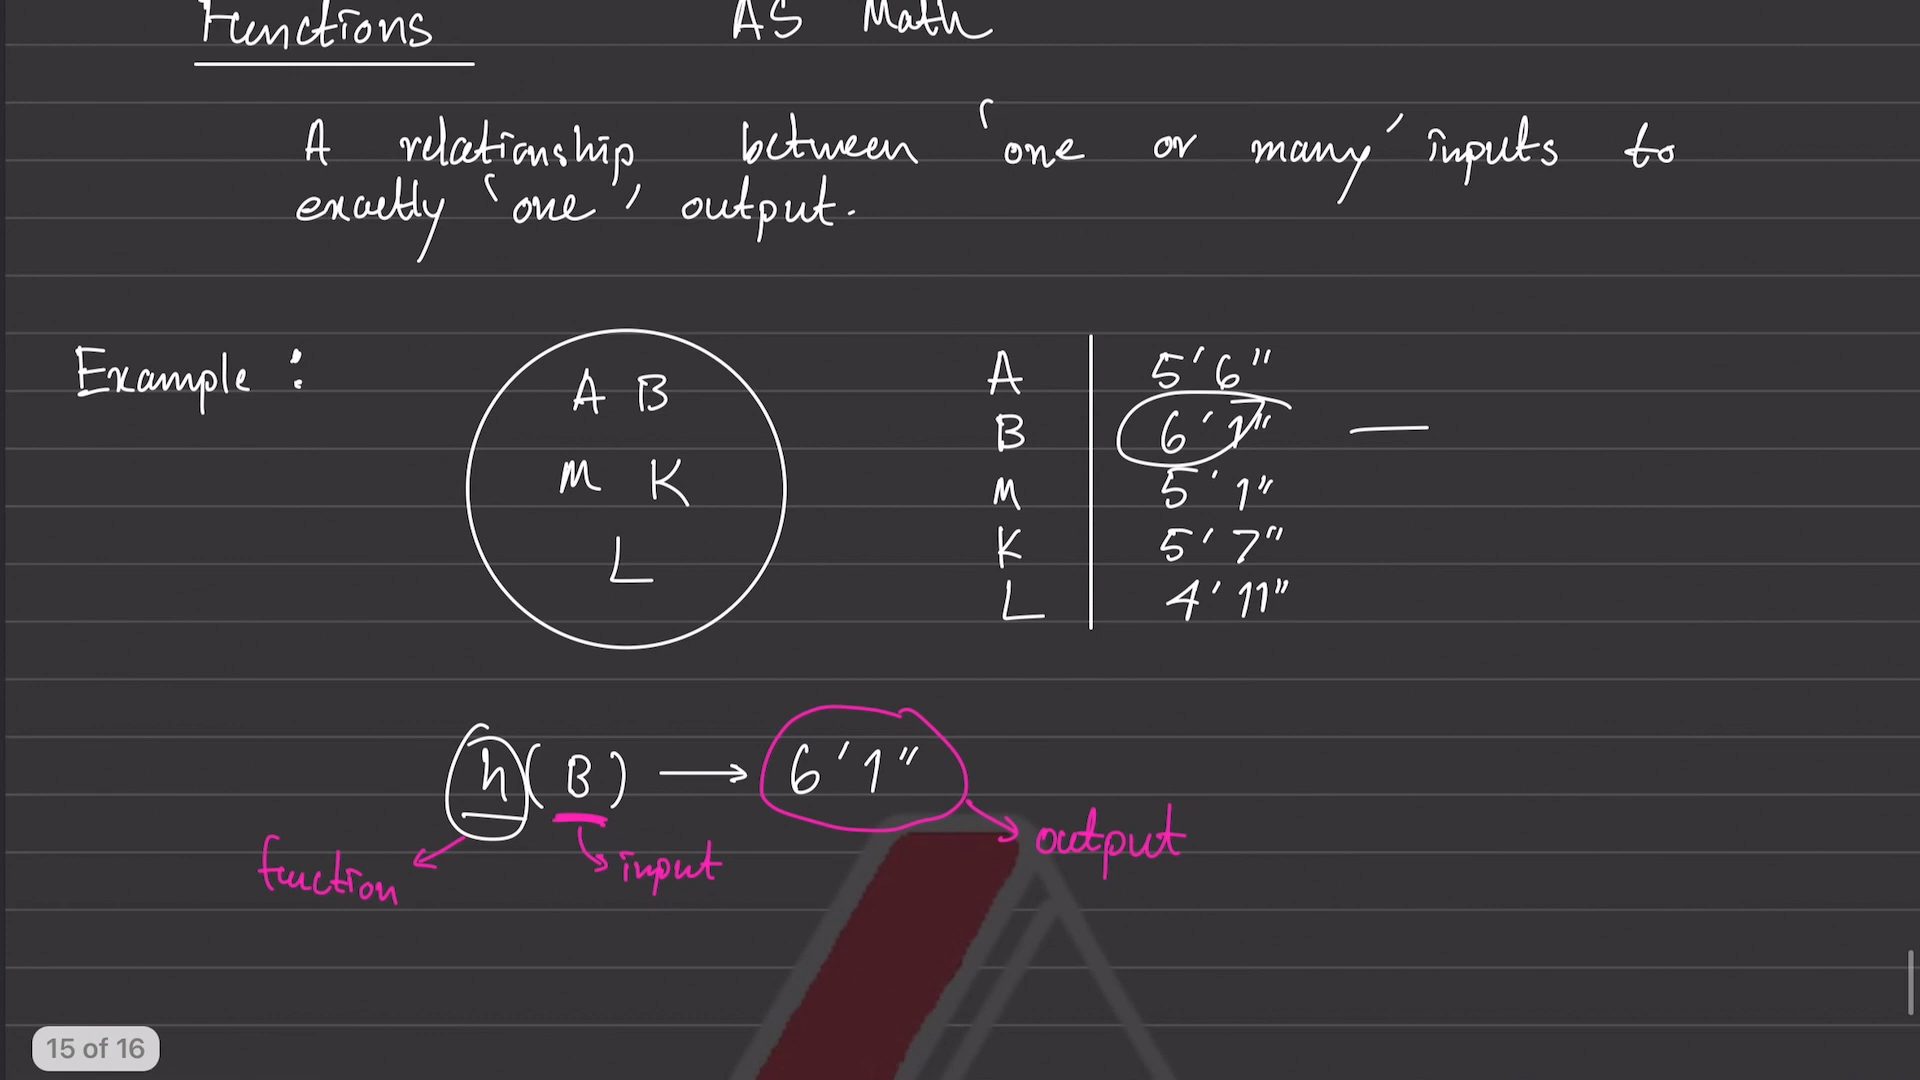 Functions AS Math
A relationship between 'one or many' inputs to
exactly 'one' output.
Example :
A B
M K
L
A 5'6"
B 6'1"
M 5'1"
K 5'7"
L 4'11"
h(B) → 6'1"
function
input
output
15 of 16